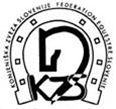 KONJENIŠKA ZVEZA SLOVENIJE FEDERATION EQUESTRE SLOVENIE
KZS